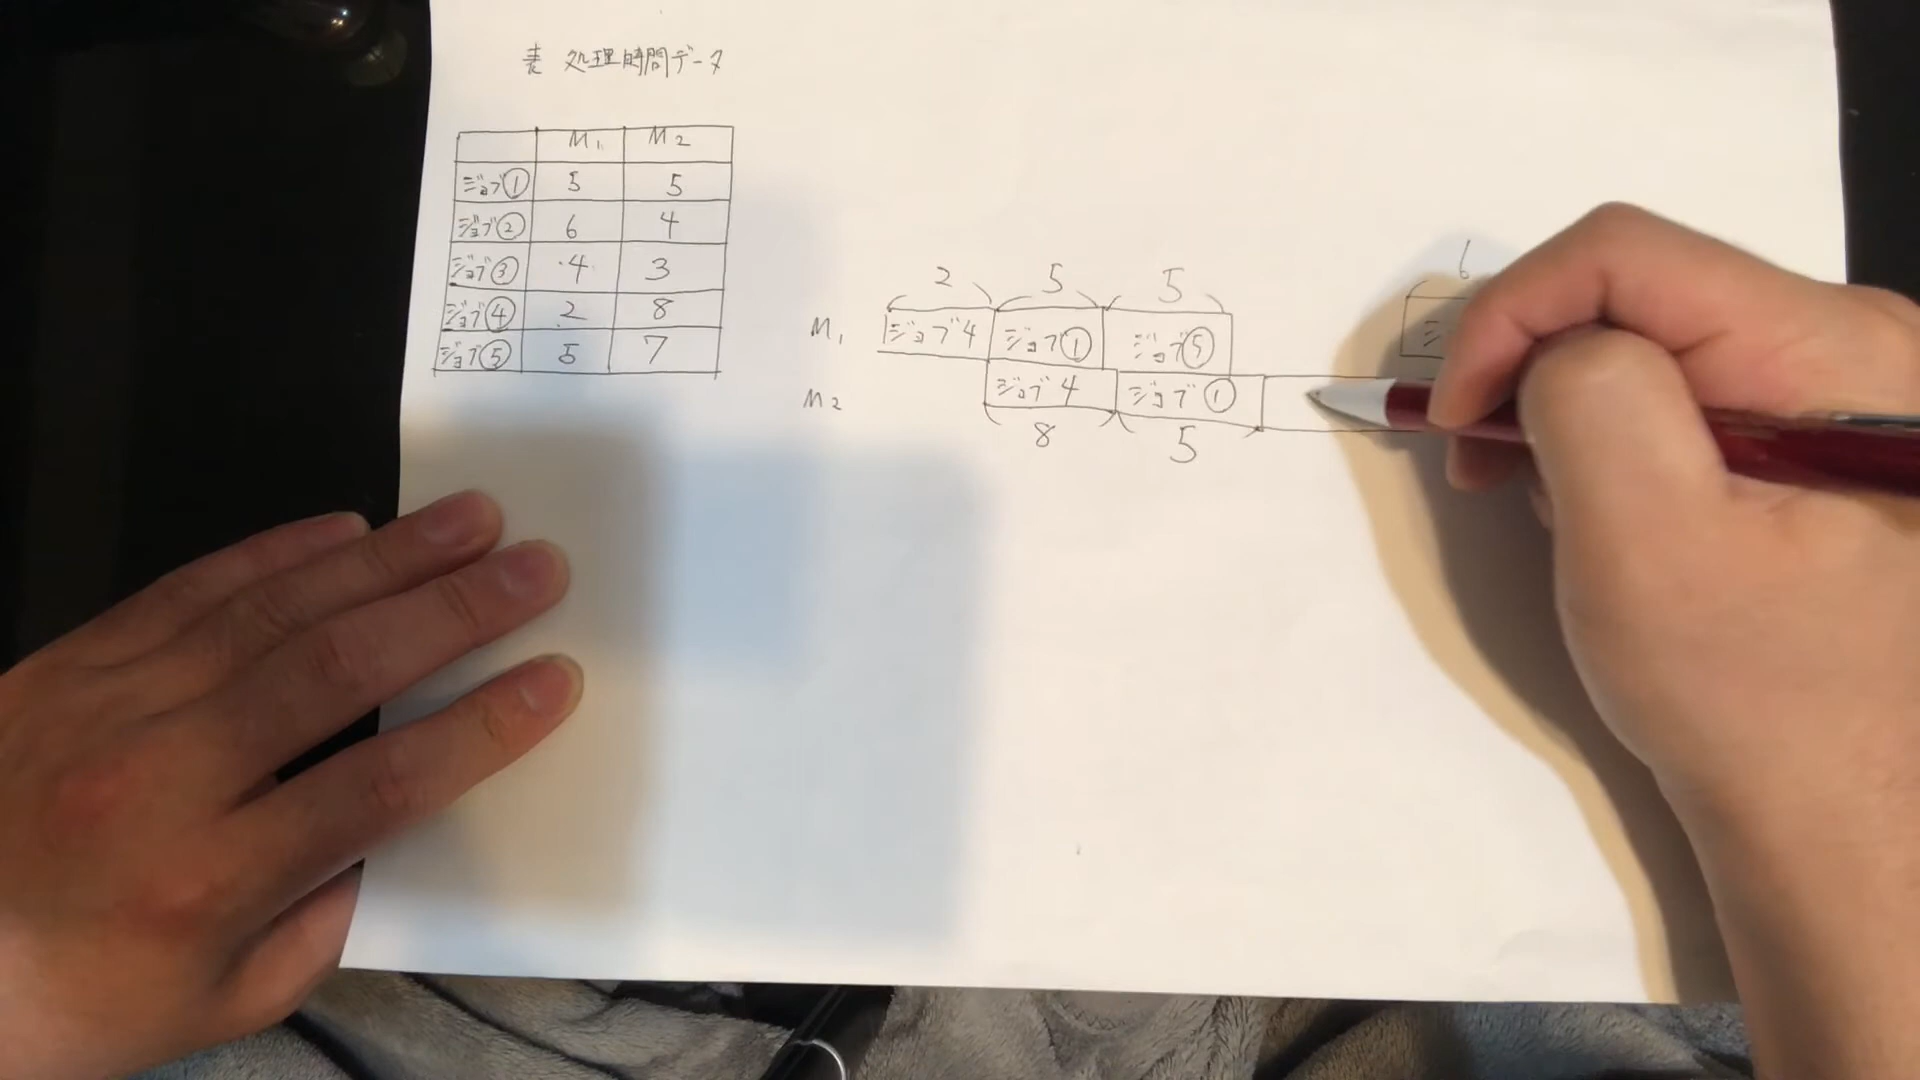 表 処理時間データ
M1 M2
ジョブ① 5 5
ジョブ② 6 4
ジョブ③ 4 3
ジョブ④ 2 8
ジョブ⑤ 5 7
2 5 5 6
M1 ジョブ4 ジョブ① ジョブ⑤
M2 ジョブ4 ジョブ①
8 5